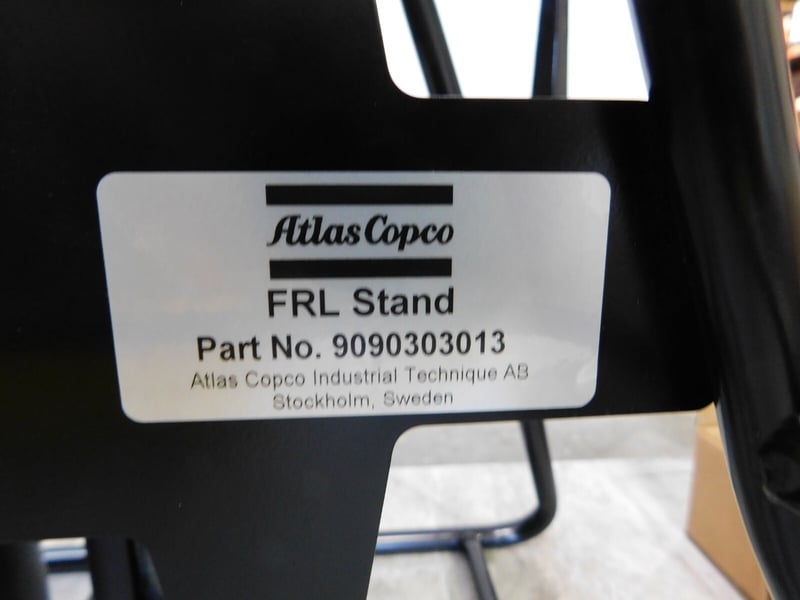 Atlas Copco
FRL Stand
Part No. 9090303013
Atlas Copco Industrial Technique AB
Stockholm, Sweden